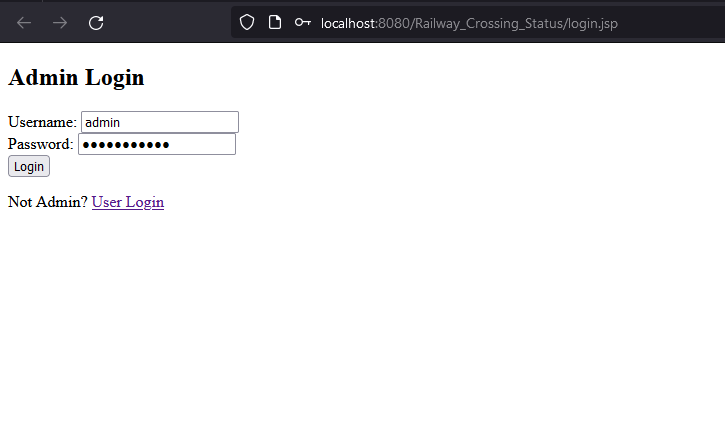 localhost:8080/Railway_Crossing_Status/login.jsp
Admin Login
Username: admin
Password: ●●●●●●●●●●●
Login
Not Admin? User Login